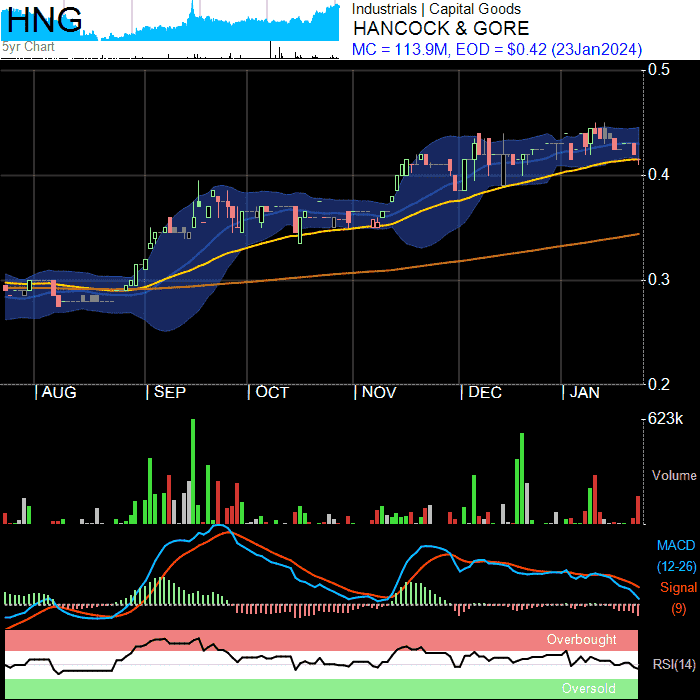 HNG
5yr Chart
Industrials | Capital Goods
HANCOCK & GORE
MC = 113.9M, EOD = $0.42 (23Jan2024)
0.5
0.4
0.3
0.2
| AUG | SEP | OCT | NOV | DEC | JAN
623k
Volume
MACD
(12-26)
Signal
(9)
Overbought
RSI(14)
Oversold